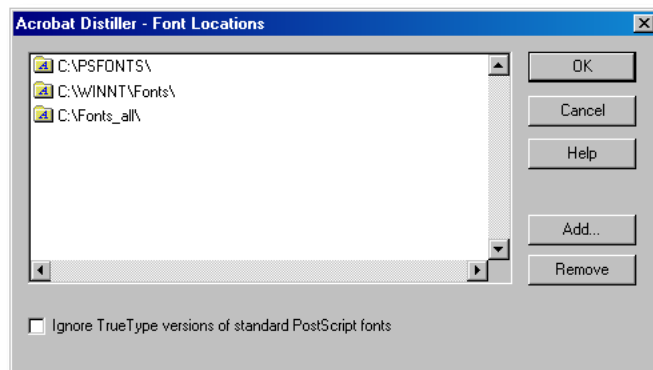 Acrobat Distiller - Font Locations
C:\PSFONTS\
C:\WINNT\Fonts\
C:\Fonts_all\
OK
Cancel
Help
Add...
Remove
Ignore TrueType versions of standard PostScript fonts